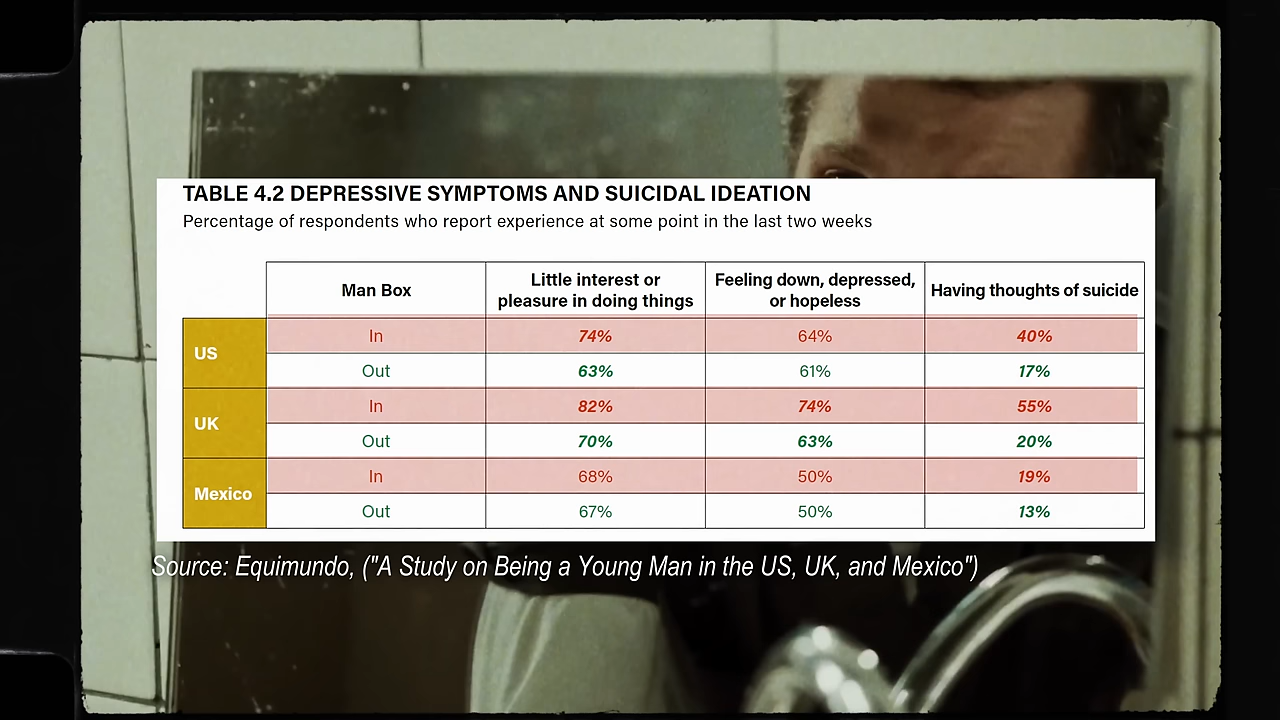 TABLE 4.2 DEPRESSIVE SYMPTOMS AND SUICIDAL IDEATION
Percentage of respondents who report experience at some point in the last two weeks
Man Box
Little interest or
pleasure in doing things
Feeling down, depressed,
or hopeless
Having thoughts of suicide
US
In 74% 64% 40%
Out 63% 61% 17%
UK
In 82% 74% 55%
Out 70% 63% 20%
Mexico
In 68% 50% 19%
Out 67% 50% 13%
Source: Equimundo, ("A Study on Being a Young Man in the US, UK, and Mexico")